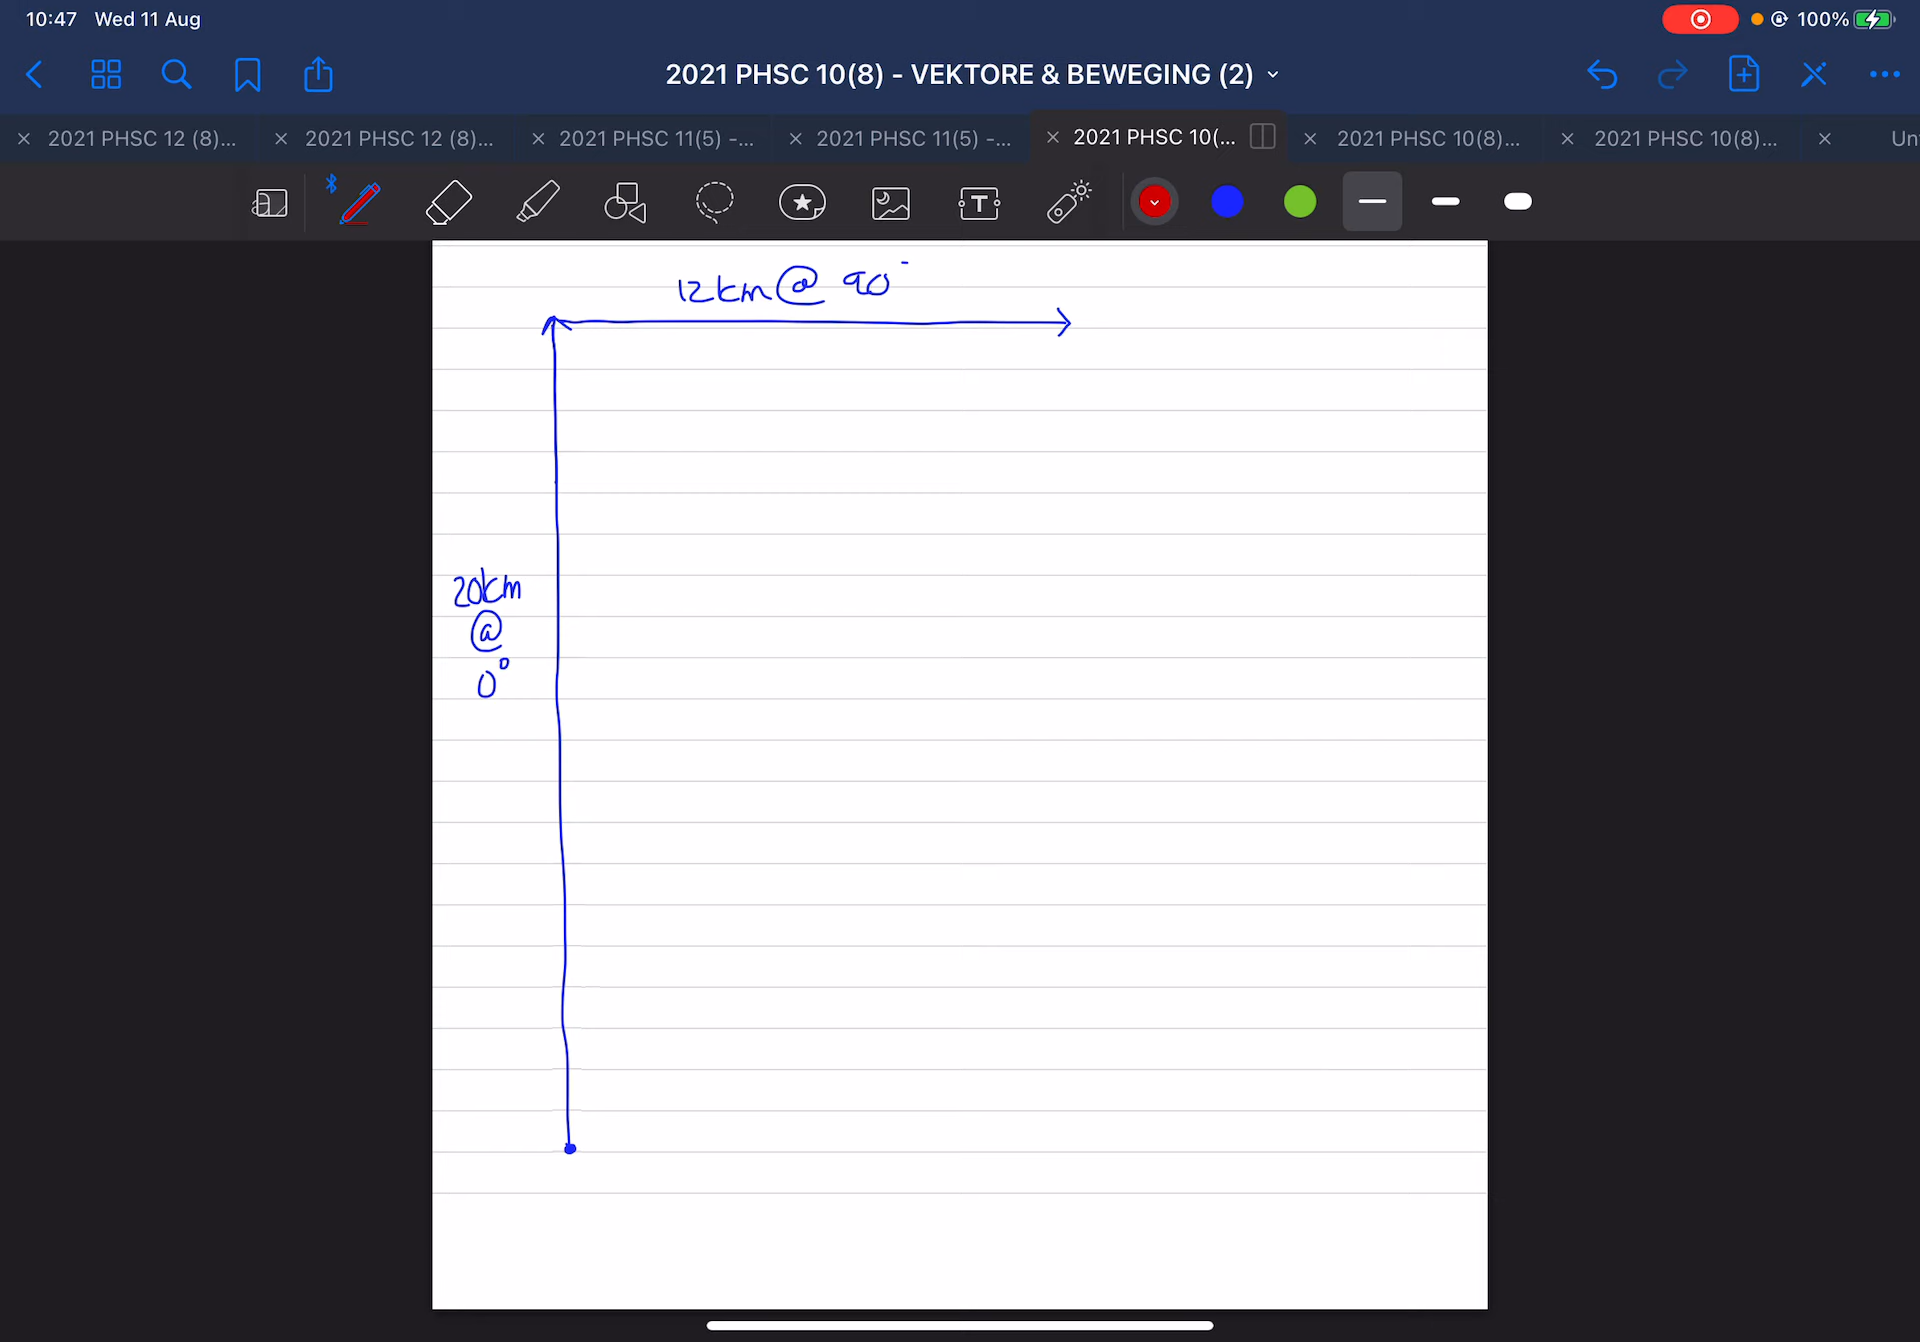 10:47 Wed 11 Aug
100%
2021 PHSC 10(8) - VEKTORE & BEWEGING (2)
2021 PHSC 12 (8)...
2021 PHSC 12 (8)...
2021 PHSC 11(5) -...
2021 PHSC 11(5) -...
2021 PHSC 10(...
2021 PHSC 10(8)...
2021 PHSC 10(8)...
Un
T
12km @ 90°
20km
@
0°